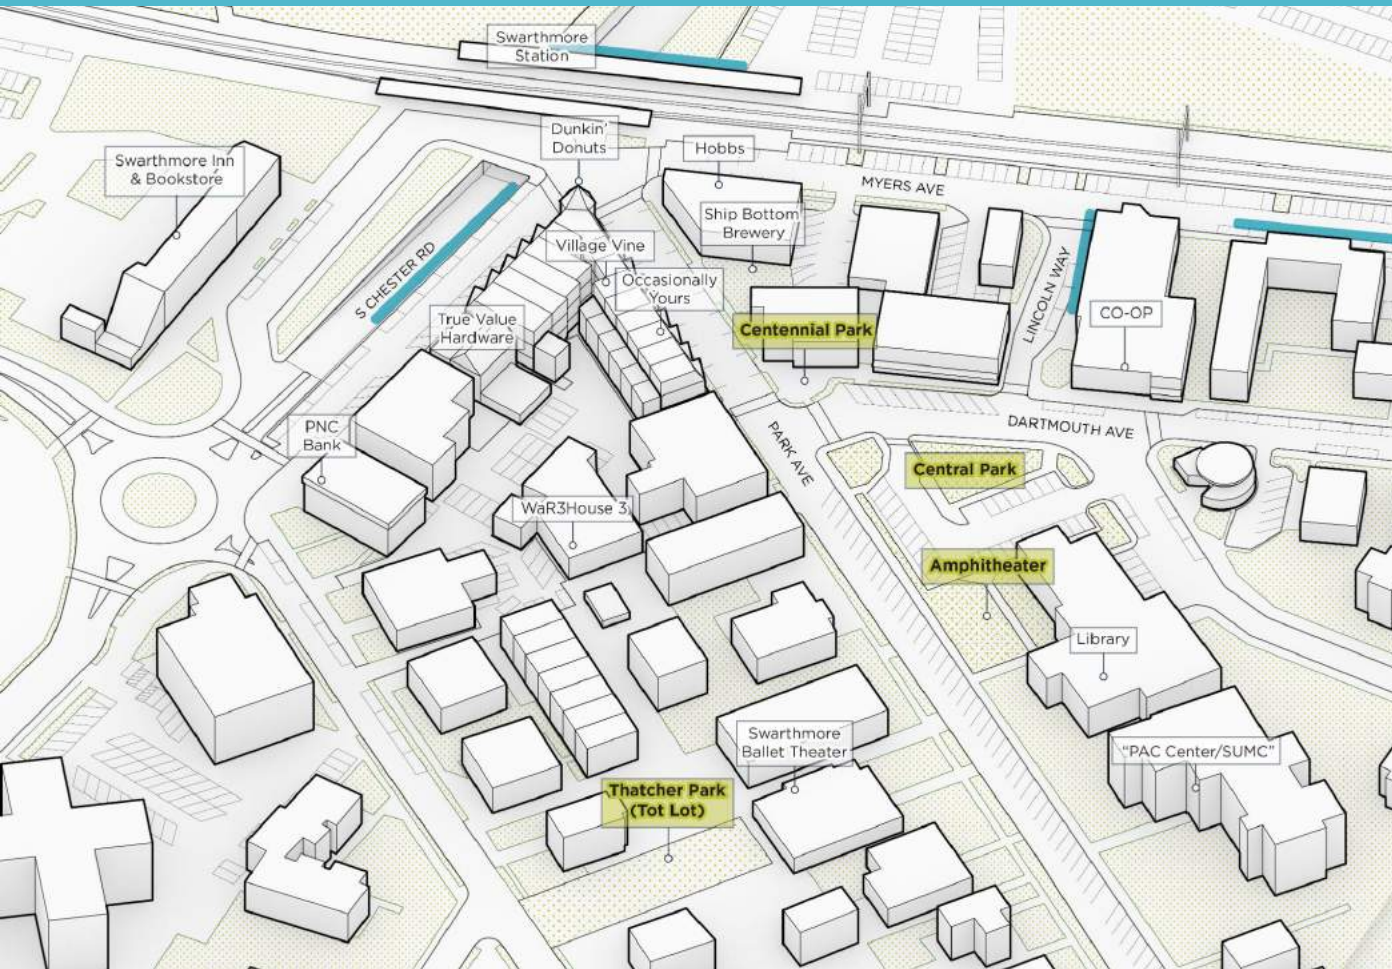 Swarthmore
Station
Dunkin'
Donuts
Hobbs
Swarthmore Inn
& Bookstore
MYERS AVE
Ship Bottom
Brewery
Village Vine
S CHESTER RD
Occasionally
Yours
LINCOLN WAY
True Value
Hardware
Centennial Park
CO-OP
PNC
Bank
PARK AVE
DARTMOUTH AVE
Central Park
WaR3House 3
Amphitheater
Library
Swarthmore
Ballet Theater
"PAC Center/SUMC"
Thatcher Park
(Tot Lot)